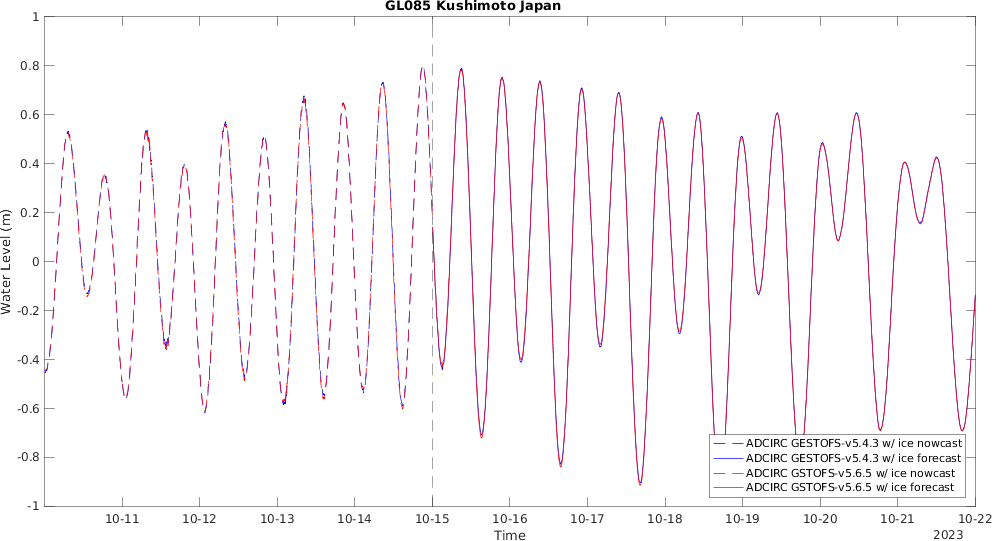 GL085 Kushimoto Japan
1
0.8
0.6
0.4
0.2
0
-0.2
-0.4
-0.6
-0.8
-1
Water Level (m)
ADCIRC GESTOFS-v5.4.3 w/ ice nowcast
ADCIRC GESTOFS-v5.4.3 w/ ice forecast
ADCIRC GSTOFS-v5.6.5 w/ ice nowcast
ADCIRC GSTOFS-v5.6.5 w/ ice forecast
10-11 10-12 10-13 10-14 10-15 10-16 10-17 10-18 10-19 10-20 10-21 10-22
Time
2023